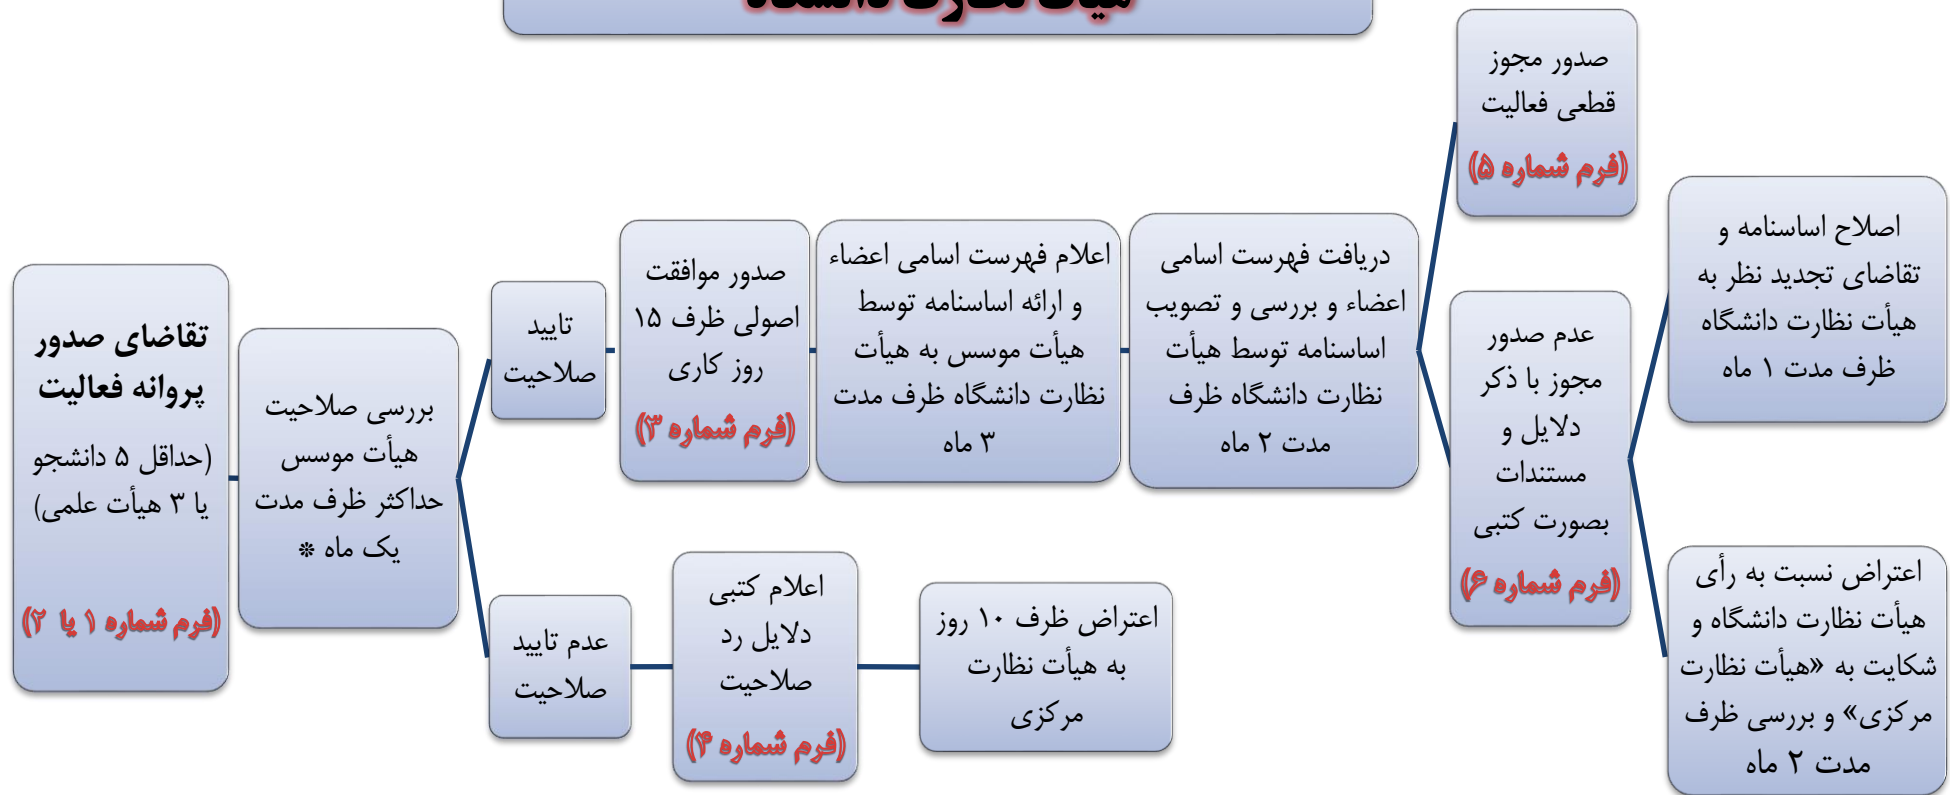 هیأت نظارت دانشگاه
تقاضای صدور
پروانه فعالیت
(حداقل ۵ دانشجو
یا ۳ هیأت علمی)
(فرم شماره ۱ یا ۲)
بررسی صلاحیت
هیأت موسس
حداکثر ظرف مدت
یک ماه *
تایید
صلاحیت
صدور موافقت
اصولی ظرف ۱۵
روز کاری
(فرم شماره ۳)
اعلام فهرست اسامی اعضاء
و ارائه اساسنامه توسط
هیأت موسس به هیأت
نظارت دانشگاه ظرف مدت
۳ ماه
دریافت فهرست اسامی
اعضاء و بررسی و تصویب
اساسنامه توسط هیأت
نظارت دانشگاه ظرف
مدت ۲ ماه
صدور مجوز
قطعی فعالیت
(فرم شماره ۵)
عدم صدور
مجوز با ذکر
دلایل و
مستندات
بصورت کتبی
(فرم شماره ۶)
اصلاح اساسنامه و
تقاضای تجدید نظر به
هیأت نظارت دانشگاه
ظرف مدت ۱ ماه
اعتراض نسبت به رأی
هیأت نظارت دانشگاه و
شکایت به «هیأت نظارت
مرکزی» و بررسی ظرف
مدت ۲ ماه
عدم تایید
صلاحیت
اعلام کتبی
دلایل رد
صلاحیت
(فرم شماره ۴)
اعتراض ظرف ۱۰ روز
به هیأت نظارت
مرکزی